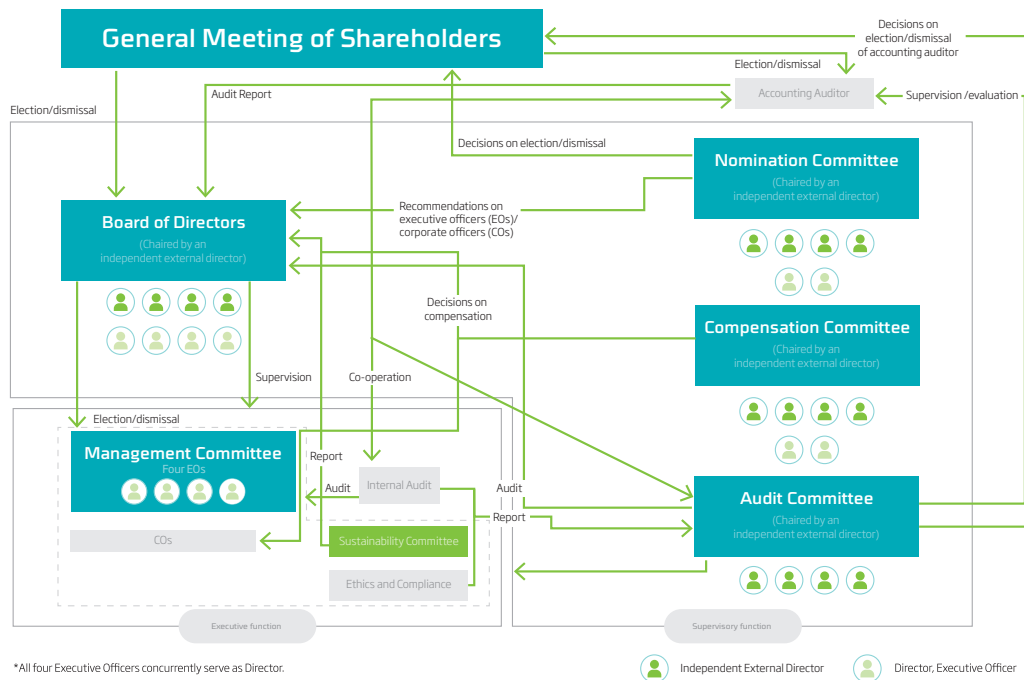 General Meeting of Shareholders
Decisions on
election/dismissal
of accounting auditor
Election/dismissal
Accounting Auditor
Supervision /evaluation
Audit Report
Election/dismissal
Decisions on election/dismissal
Nomination Committee
(Chaired by an
independent external director)
Board of Directors
(Chaired by an
independent external director)
Recommendations on
executive officers (EOs)/
corporate officers (COs)
Decisions on
compensation
Compensation Committee
(Chaired by an
independent external director)
Supervision
Co-operation
Election/dismissal
Management Committee
Four EOs
Report
Audit
Internal Audit
Audit
Report
Audit Committee
(Chaired by an
independent external director)
COs
Sustainability Committee
Ethics and Compliance
Executive function
Supervisory function
*All four Executive Officers concurrently serve as Director.
Independent External Director
Director, Executive Officer